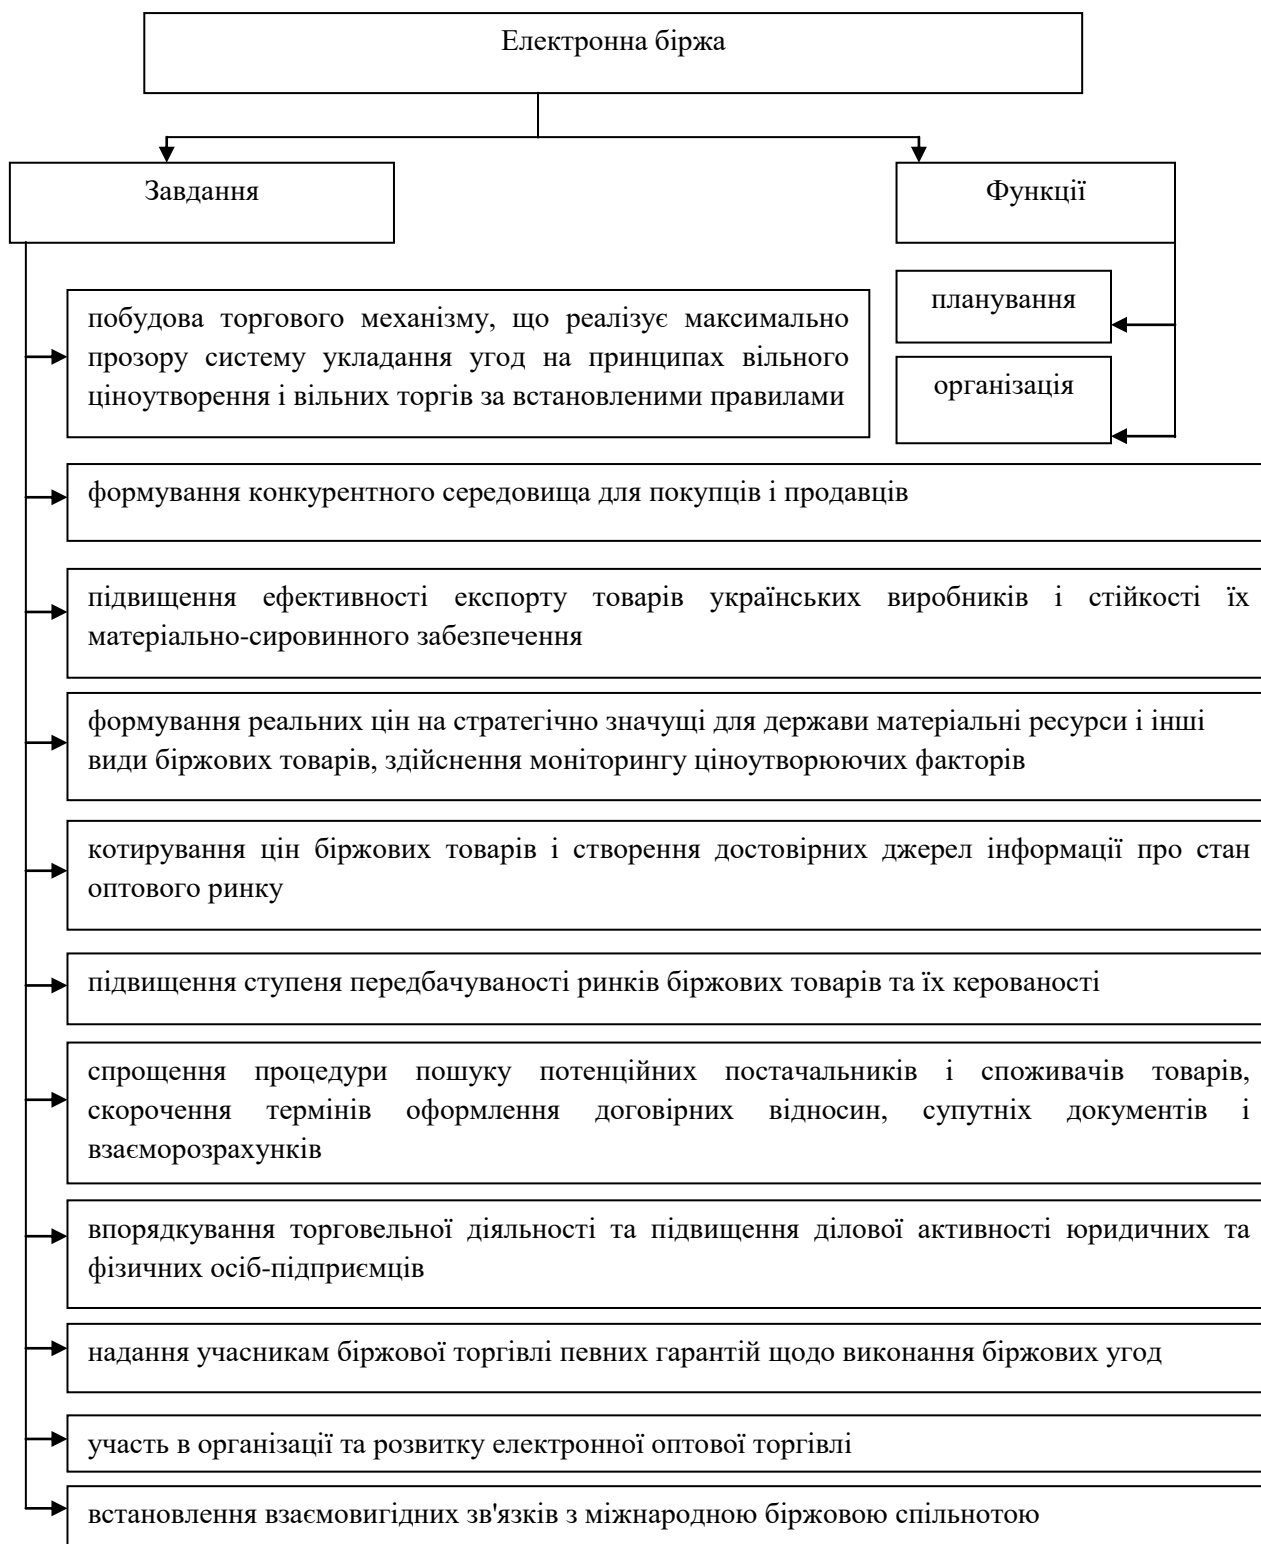 Електронна біржа
Завдання
Функції
планування
організація
побудова торгового механізму, що реалізує максимально
прозору систему укладання угод на принципах вільного
ціноутворення і вільних торгів за встановленими правилами
формування конкурентного середовища для покупців і продавців
підвищення ефективності експорту товарів українських виробників і стійкості їх
матеріально-сировинного забезпечення
формування реальних цін на стратегічно значущі для держави матеріальні ресурси і інші
види біржових товарів, здійснення моніторингу ціноутворюючих факторів
котирування цін біржових товарів і створення достовірних джерел інформації про стан
оптового ринку
підвищення ступеня передбачуваності ринків біржових товарів та їх керованості
спрощення процедури пошуку потенційних постачальників і споживачів товарів,
скорочення термінів оформлення договірних відносин, супутніх документів і
взаєморозрахунків
впорядкування торговельної діяльності та підвищення ділової активності юридичних та
фізичних осіб-підприємців
надання учасникам біржової торгівлі певних гарантій щодо виконання біржових угод
участь в організації та розвитку електронної оптової торгівлі
встановлення взаємовигідних зв'язків з міжнародною біржовою спільнотою